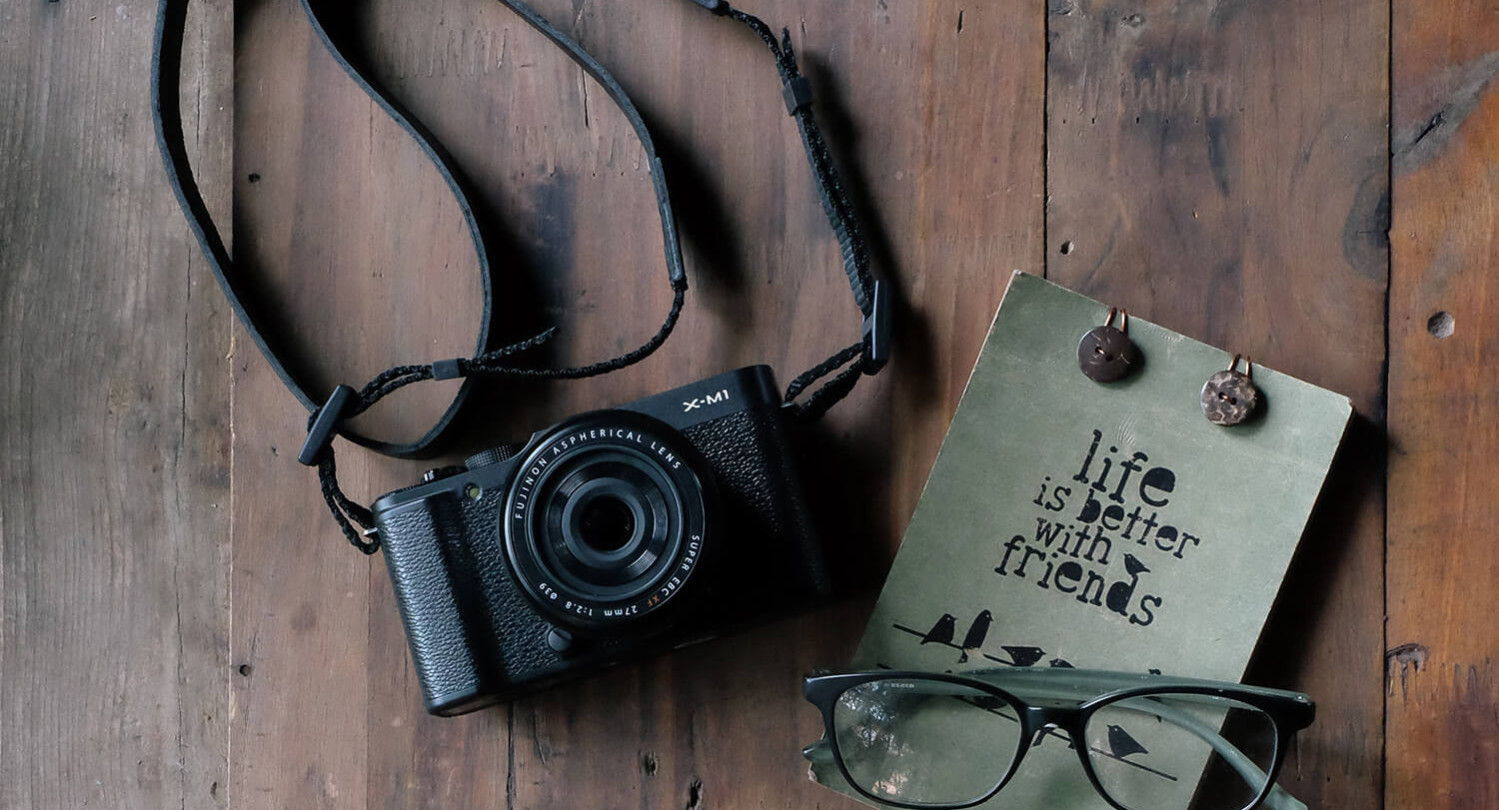 X-M1
FUJINON ASPHERICAL LENS
SUPER EBC XF 27mm 1:2.8 ø39
life
is better
with
friends